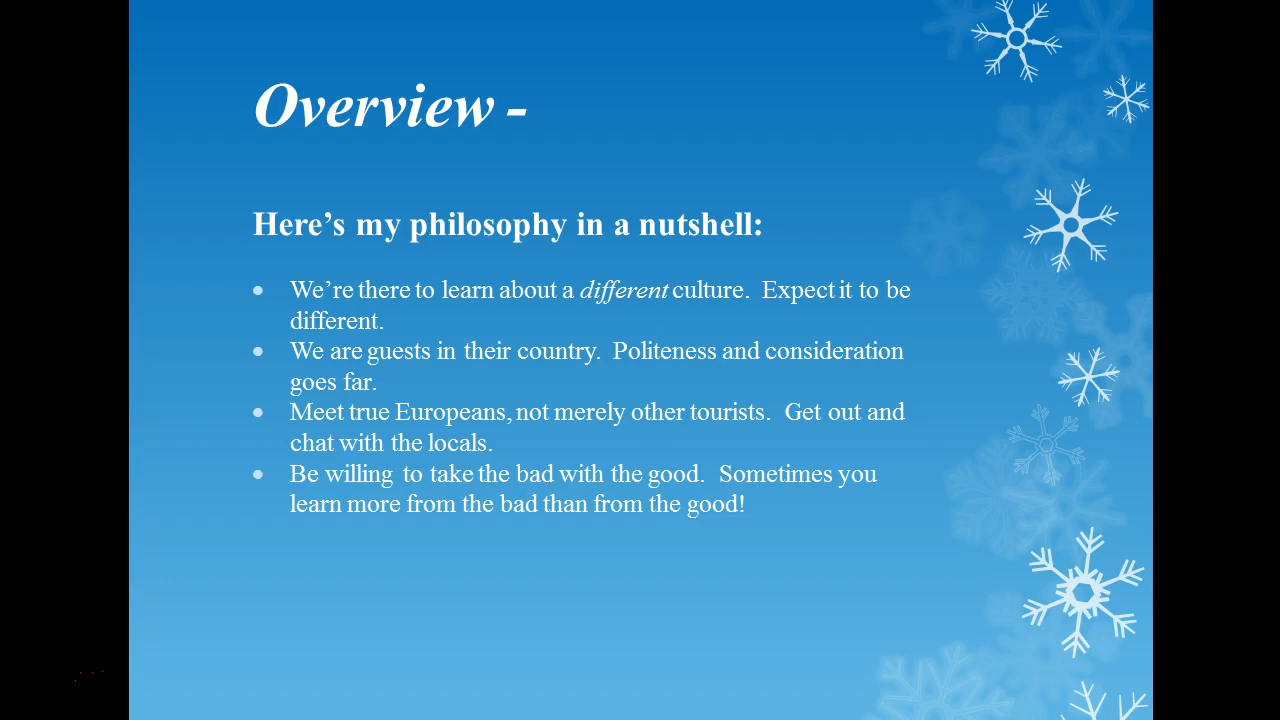 Overview -
Here’s my philosophy in a nutshell:
• We’re there to learn about a different culture.  Expect it to be
different.
• We are guests in their country.  Politeness and consideration
goes far.
• Meet true Europeans, not merely other tourists.  Get out and
chat with the locals.
• Be willing to take the bad with the good.  Sometimes you
learn more from the bad than from the good!